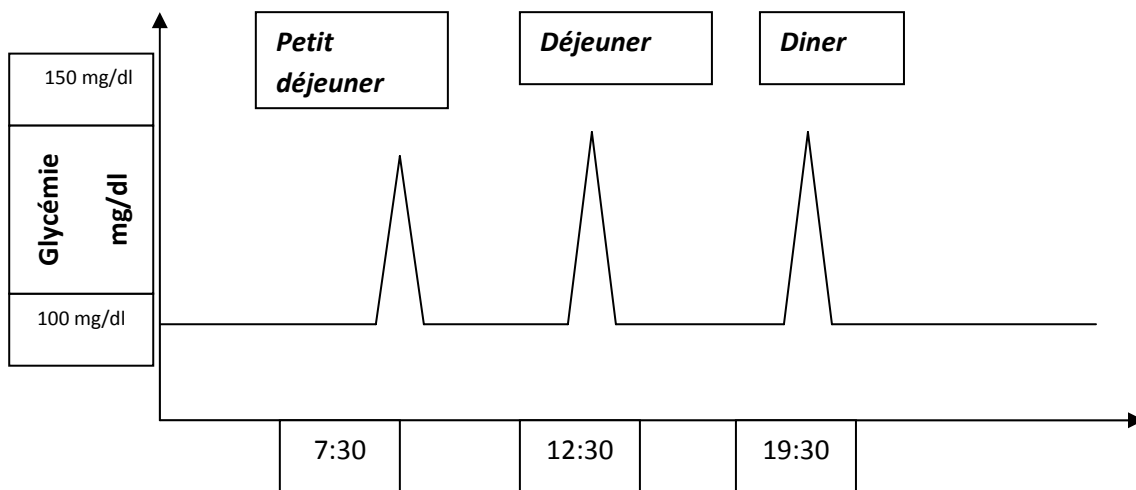 Petit
déjeuner
Déjeuner
Diner
150 mg/dl
Glycémie
mg/dl
100 mg/dl
7:30
12:30
19:30